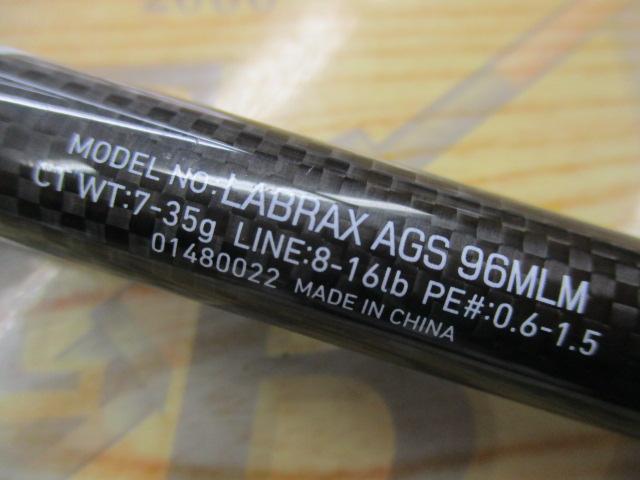 MODEL NO:LABRAX AGS 96MLM
CT WT:7-35g LINE:8-16lb PE#:0.6-1.5
01480022 MADE IN CHINA